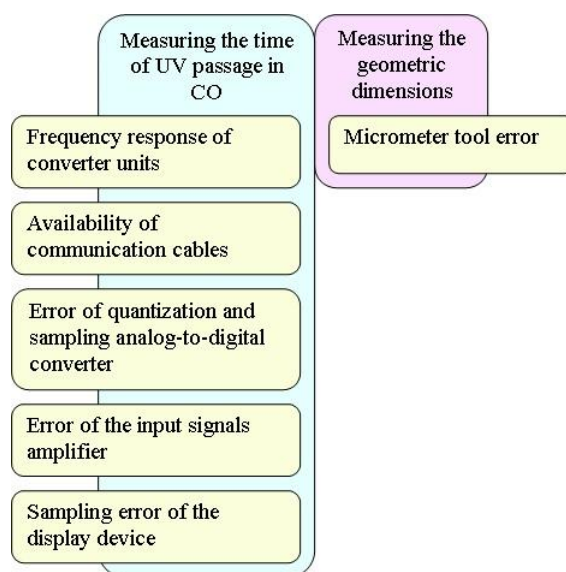 Measuring the time
of UV passage in
CO
Frequency response of
converter units
Availability of
communication cables
Error of quantization and
sampling analog-to-digital
converter
Error of the input signals
amplifier
Sampling error of the
display device
Measuring the
geometric
dimensions
Micrometer tool error